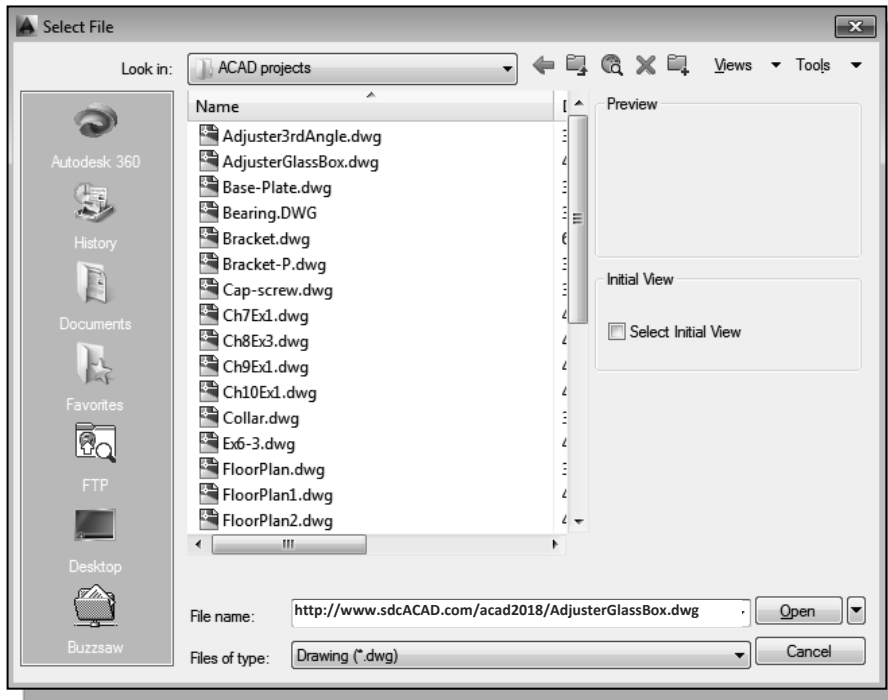 Select File
Look in: ACAD projects Views Tools
Autodesk 360
History
Documents
Favorites
FTP
Desktop
Buzzsaw
Name
Adjuster3rdAngle.dwg
AdjusterGlassBox.dwg
Base-Plate.dwg
Bearing.DWG
Bracket.dwg
Bracket-P.dwg
Cap-screw.dwg
Ch7Ex1.dwg
Ch8Ex3.dwg
Ch9Ex1.dwg
Ch10Ex1.dwg
Collar.dwg
Ex6-3.dwg
FloorPlan.dwg
FloorPlan1.dwg
FloorPlan2.dwg
Preview
Initial View
Select Initial View
File name: http://www.sdcACAD.com/acad2018/AdjusterGlassBox.dwg Open
Files of type: Drawing (*.dwg) Cancel